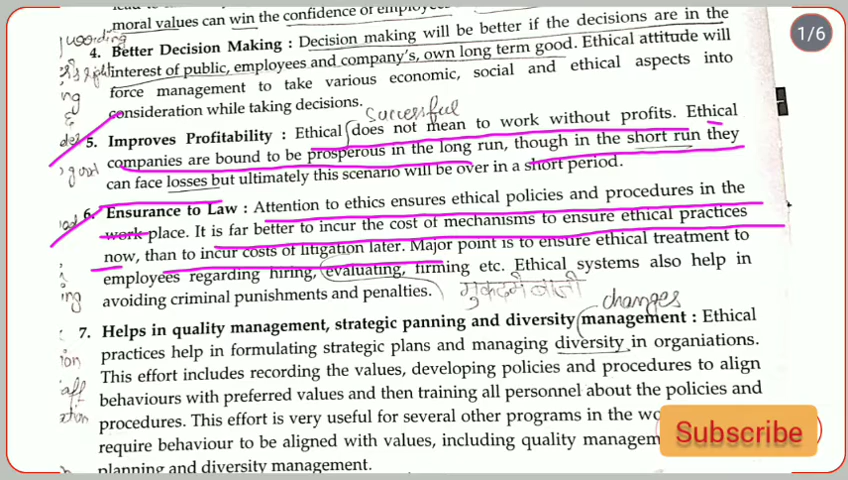 moral values can win the confidence of employees
1/6
4. Better Decision Making : Decision making will be better if the decisions are in the
interest of public, employees and company's, own long term good. Ethical attitude will
force management to take various economic, social and ethical aspects into
consideration while taking decisions.
Successful
5. Improves Profitability : Ethical does not mean to work without profits. Ethical
companies are bound to be prosperous in the long run, though in the short run they
good
can face losses but ultimately this scenario will be over in a short period.
6. Ensurance to Law : Attention to ethics ensures ethical policies and procedures in the
work place. It is far better to incur the cost of mechanisms to ensure ethical practices
now, than to incur costs of litigation later. Major point is to ensure ethical treatment to
employees regarding hiring, evaluating, firming etc. Ethical systems also help in
ing
avoiding criminal punishments and penalties. मुकदमेबाजी
changes
7. Helps in quality management, strategic panning and diversity management : Ethical
ion
practices help in formulating strategic plans and managing diversity in organiations.
This effort includes recording the values, developing policies and procedures to align
behaviours with preferred values and then training all personnel about the policies and
procedures. This effort is very useful for several other programs in the wo
require behaviour to be aligned with values, including quality managem
planning and diversity management.
Subscribe